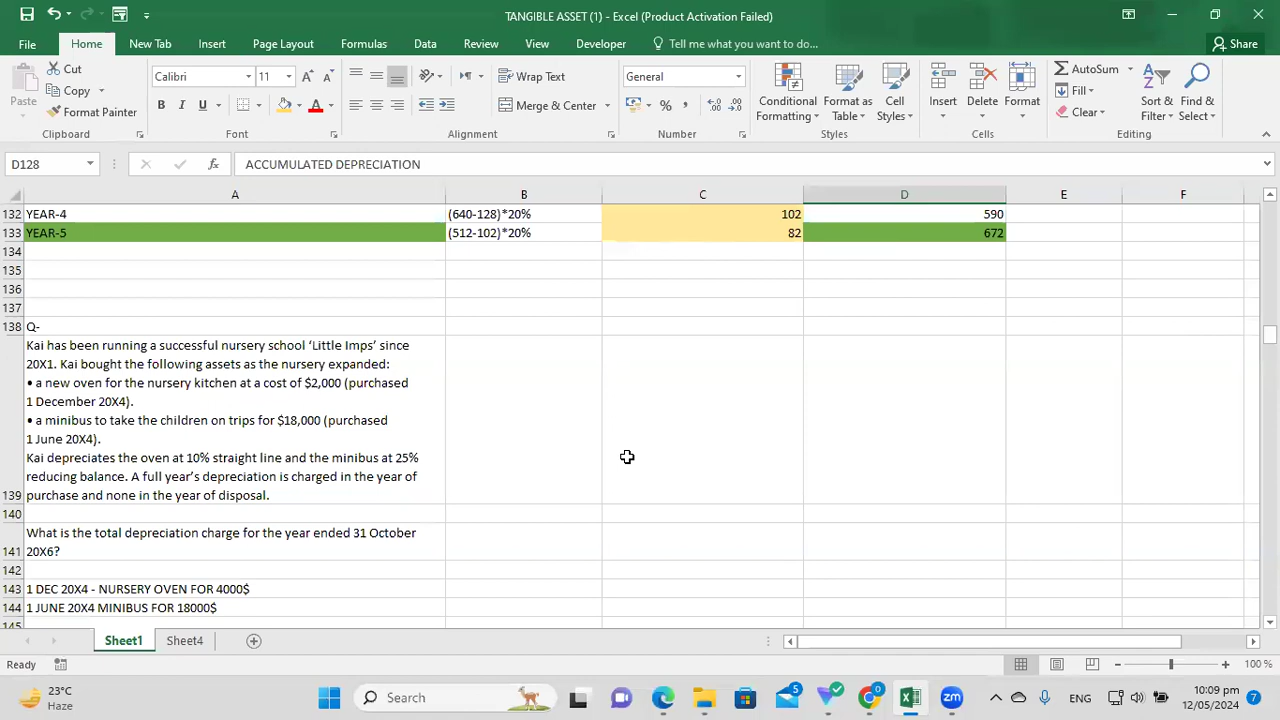 TANGIBLE ASSET (1) - Excel (Product Activation Failed)
File Home New Tab Insert Page Layout Formulas Data Review View Developer Tell me what you want to do... Share
Paste Cut Copy Format Painter Clipboard
Calibri 11 B I U Font
Wrap Text Merge & Center Alignment
General % Number
Conditional Formatting Format as Table Cell Styles Styles
Insert Delete Format Cells
AutoSum Fill Clear Sort & Filter Find & Select Editing
D128 fx ACCUMULATED DEPRECIATION
A B C D E F
132 YEAR-4 (640-128)*20% 102 590
133 YEAR-5 (512-102)*20% 82 672
134
135
136
137
138 Q-
Kai has been running a successful nursery school ‘Little Imps’ since
20X1. Kai bought the following assets as the nursery expanded:
• a new oven for the nursery kitchen at a cost of $2,000 (purchased
1 December 20X4).
• a minibus to take the children on trips for $18,000 (purchased
1 June 20X4).
Kai depreciates the oven at 10% straight line and the minibus at 25%
reducing balance. A full year’s depreciation is charged in the year of
139 purchase and none in the year of disposal.
140
What is the total depreciation charge for the year ended 31 October
141 20X6?
142
143 1 DEC 20X4 - NURSERY OVEN FOR 4000$
144 1 JUNE 20X4 MINIBUS FOR 18000$
145
Sheet1 Sheet4
Ready 100 %
23°C
Haze
Search
5
0
zm
ENG
10:09 pm
12/05/2024
7